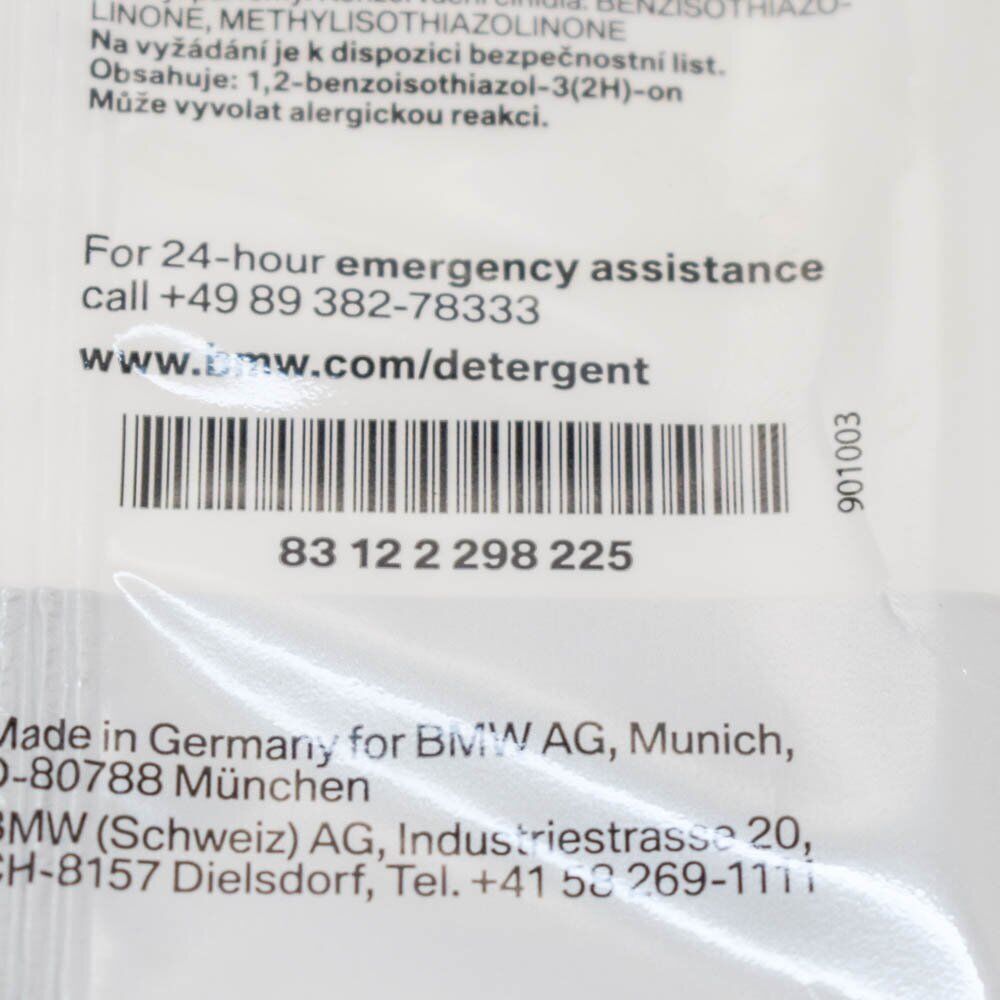 BENZISOTHIAZO-
LINONE, METHYLISOTHIAZOLINONE
Na vyžádání je k dispozici bezpečnostní list.
Obsahuje: 1,2-benzoisothiazol-3(2H)-on
Může vyvolat alergickou reakci.
For 24-hour emergency assistance
call +49 89 382-78333
www.bmw.com/detergent
901003
83 12 2 298 225
Made in Germany for BMW AG, Munich,
D-80788 München
BMW (Schweiz) AG, Industriestrasse 20,
CH-8157 Dielsdorf, Tel. +41 58 269-1111